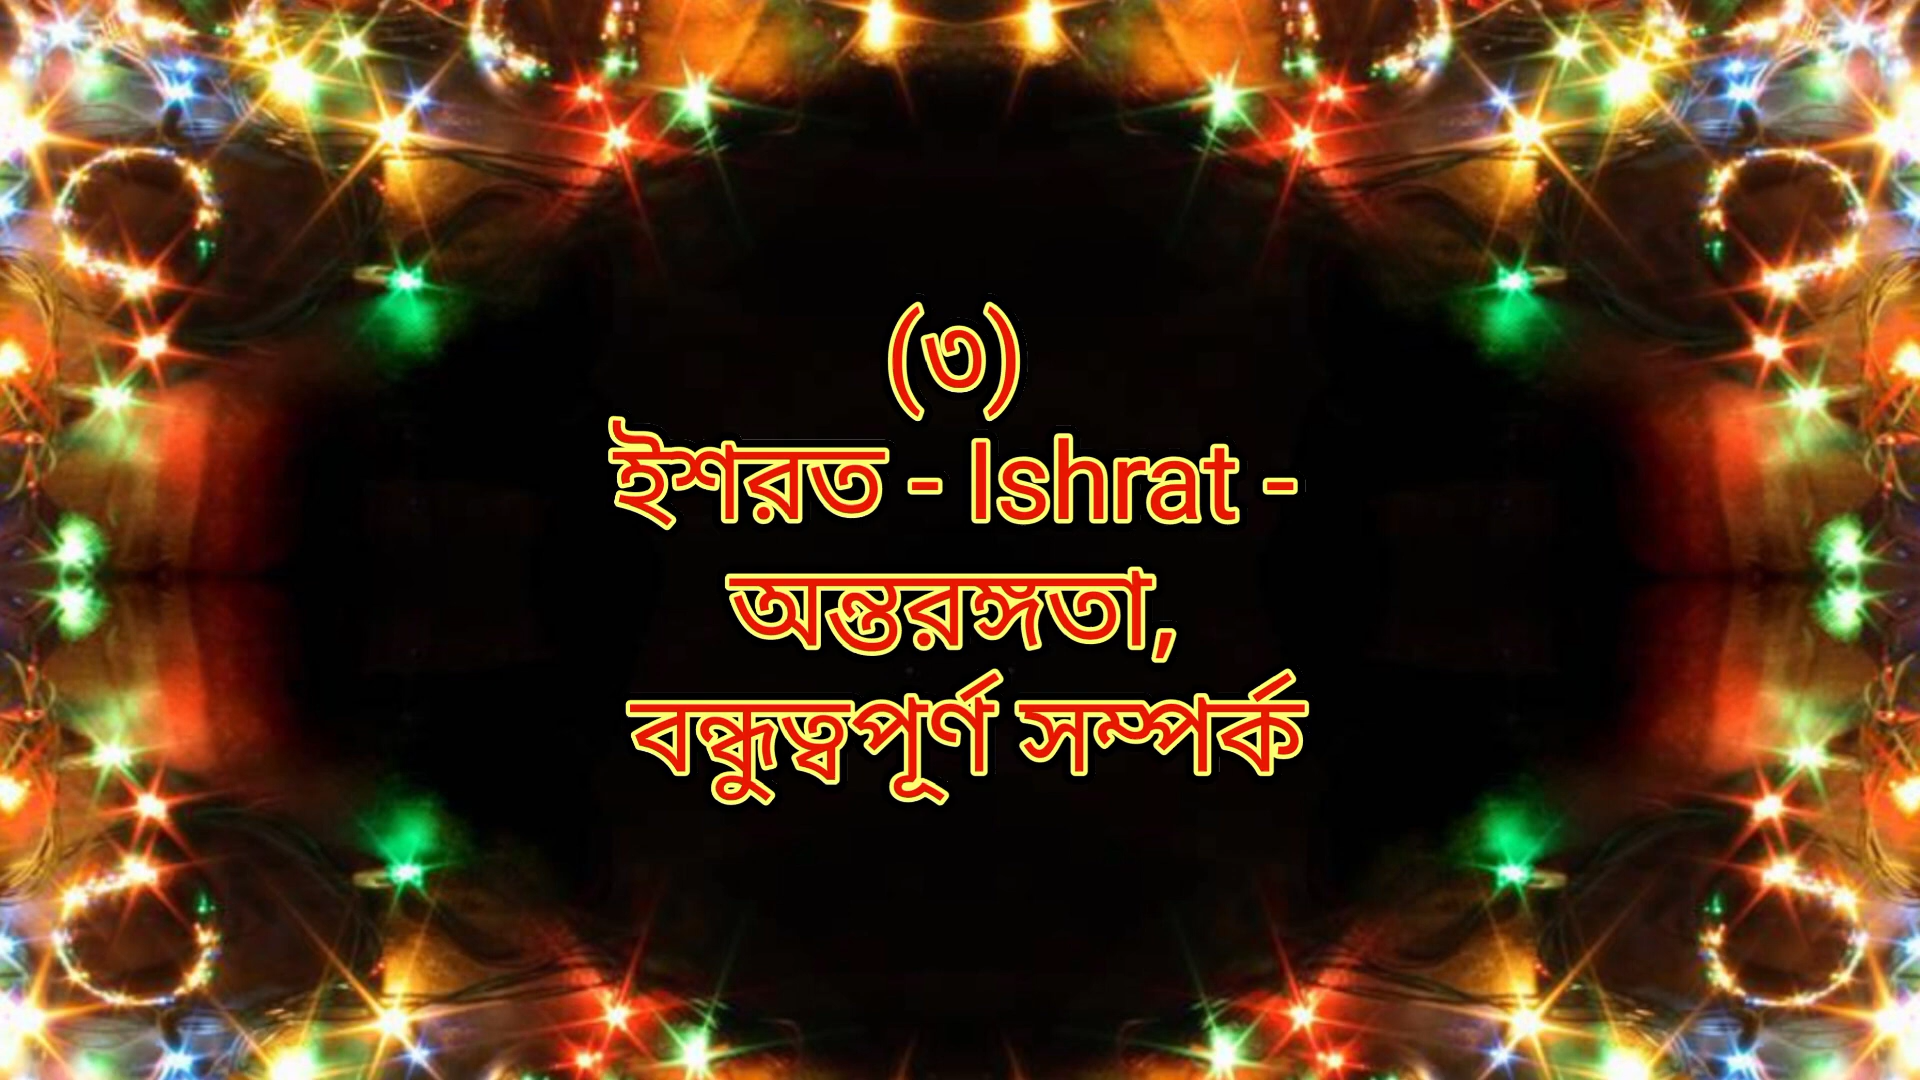 (৩)
ইশরত - Ishrat -
অন্তরঙ্গতা,
বন্ধুত্বপূর্ণ সম্পর্ক